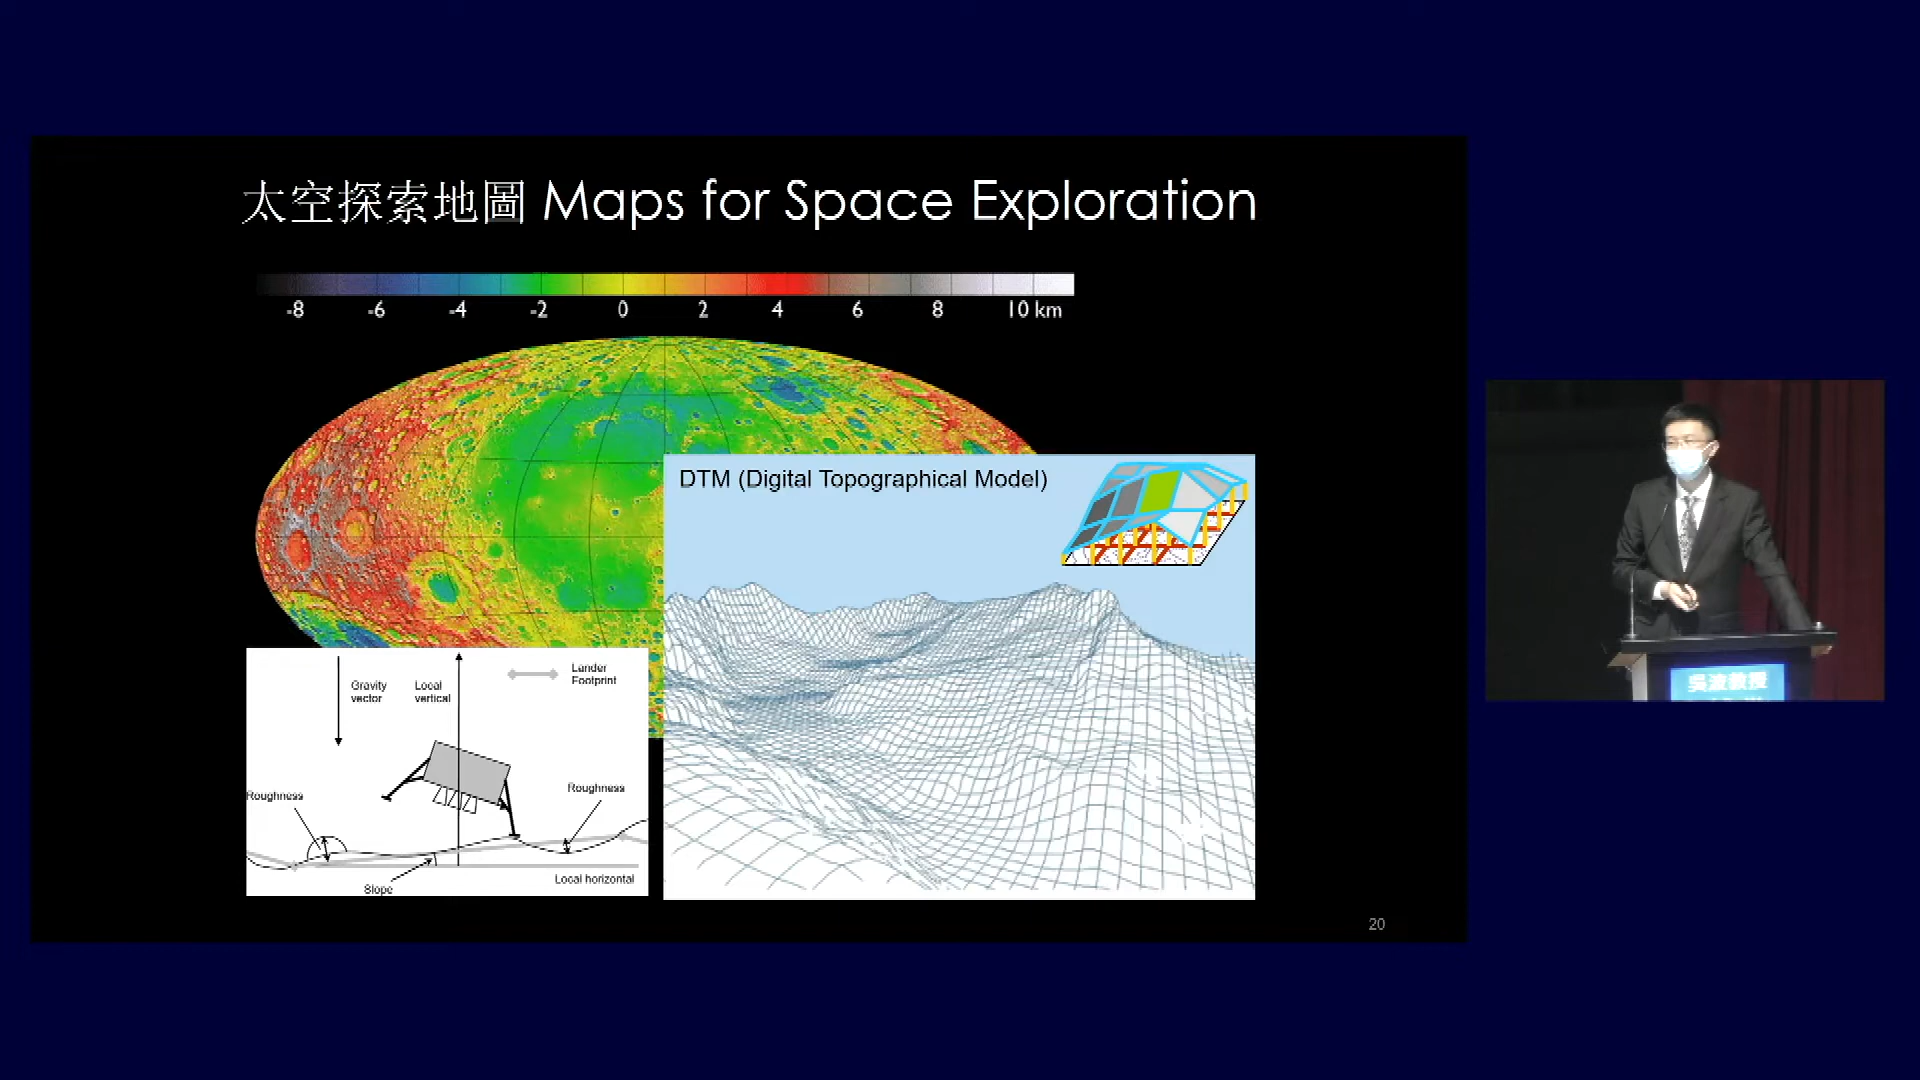 太空探索地圖 Maps for Space Exploration
-8 -6 -4 -2 0 2 4 6 8 10 km
DTM (Digital Topographical Model)
Gravity
vector
Local
vertical
Lander
Footprint
Roughness
Roughness
Slope
Local horizontal
20
吳波教授